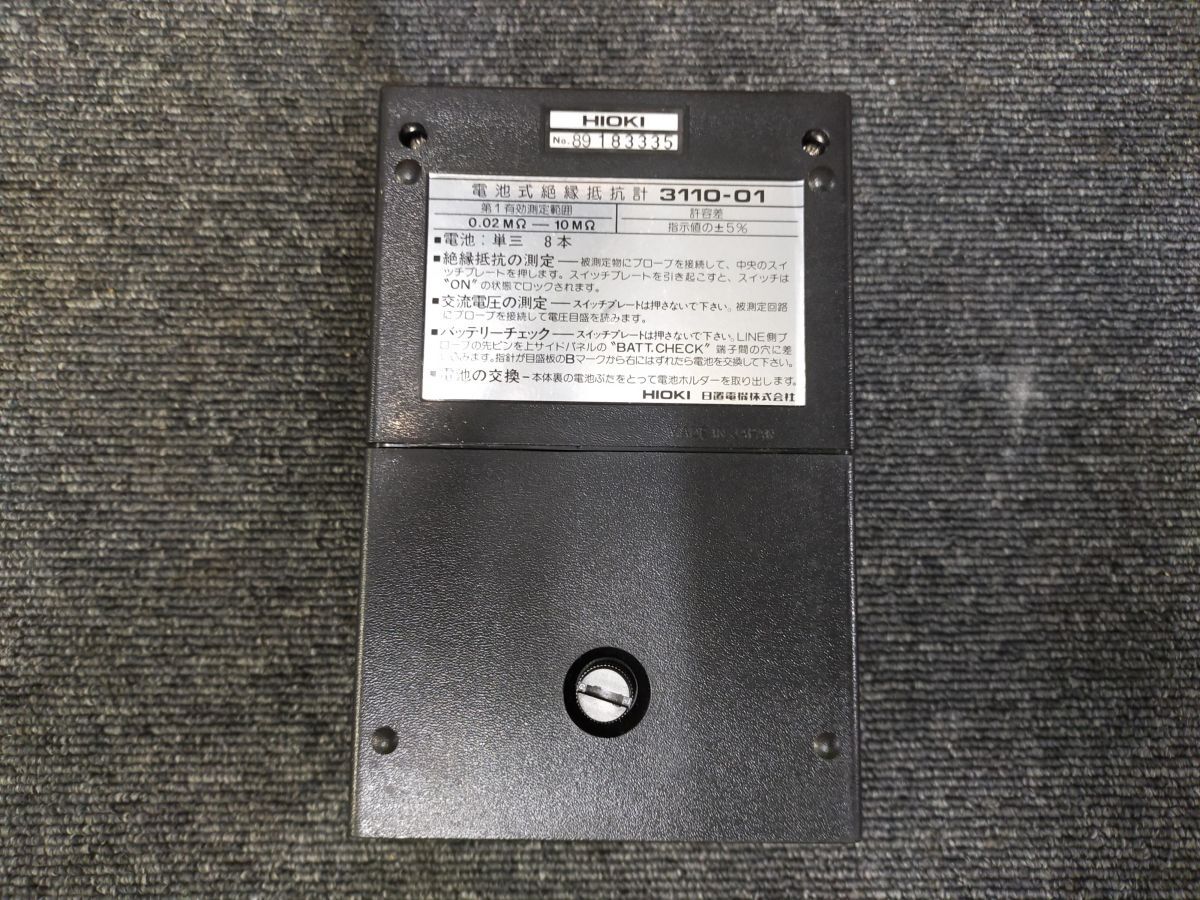 HIOKI
No. 89 183335
電池式絶縁抵抗計 3110-01
第1有効測定範囲 許容差
0.02MΩ — 10MΩ 指示値の±5%
■電池：単三 8本
■絶縁抵抗の測定——被測定物にプローブを接続して、中央のスイ
ッチプレートを押します。スイッチプレートを引き起こすと、スイッチは
"ON"の状態でロックされます。
■交流電圧の測定——スイッチプレートは押さないで下さい。被測定回路
にプローブを接続して電圧目盛を読みます。
■バッテリーチェック——スイッチプレートは押さないで下さい。LINE側プ
ローブの先ピンを上サイドパネルの"BATT.CHECK"端子間の穴に差
し込みます。指針が目盛板のBマークから右にはずれたら電池を交換して下さい。
■電池の交換－本体裏の電池ぶたをとって電池ホルダーを取り出します。
HIOKI 日置電機株式会社
MADE IN JAPAN